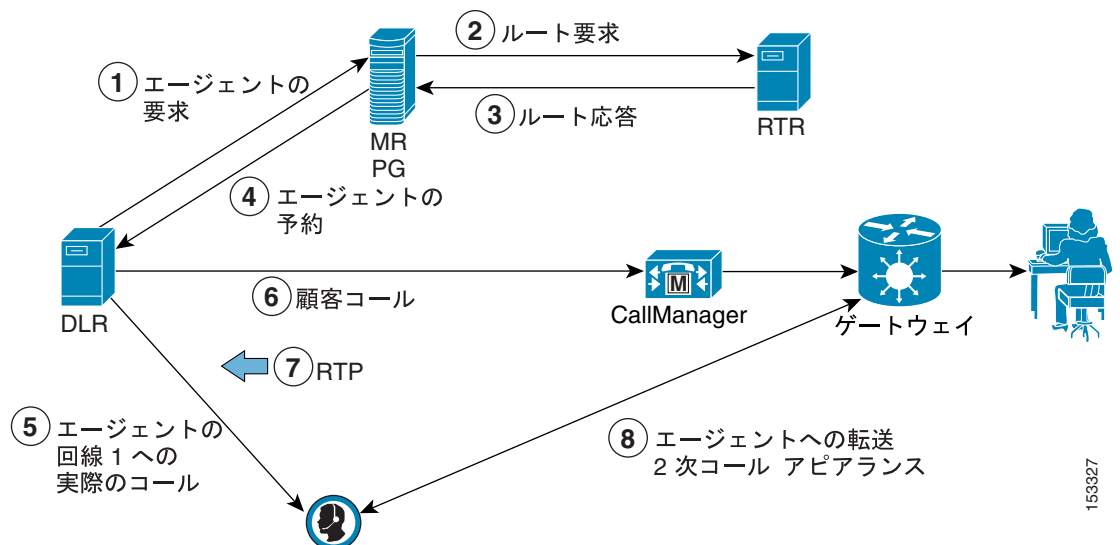 ② ルート要求
① エージェントの
要求
③ ルート応答
MR
PG
RTR
④ エージェントの
予約
DLR
⑥ 顧客コール
M
CallManager
ゲートウェイ
⑦ RTP
⑤ エージェントの
回線 1 への
実際のコール
⑧ エージェントへの転送
2 次コール アピアランス
153327